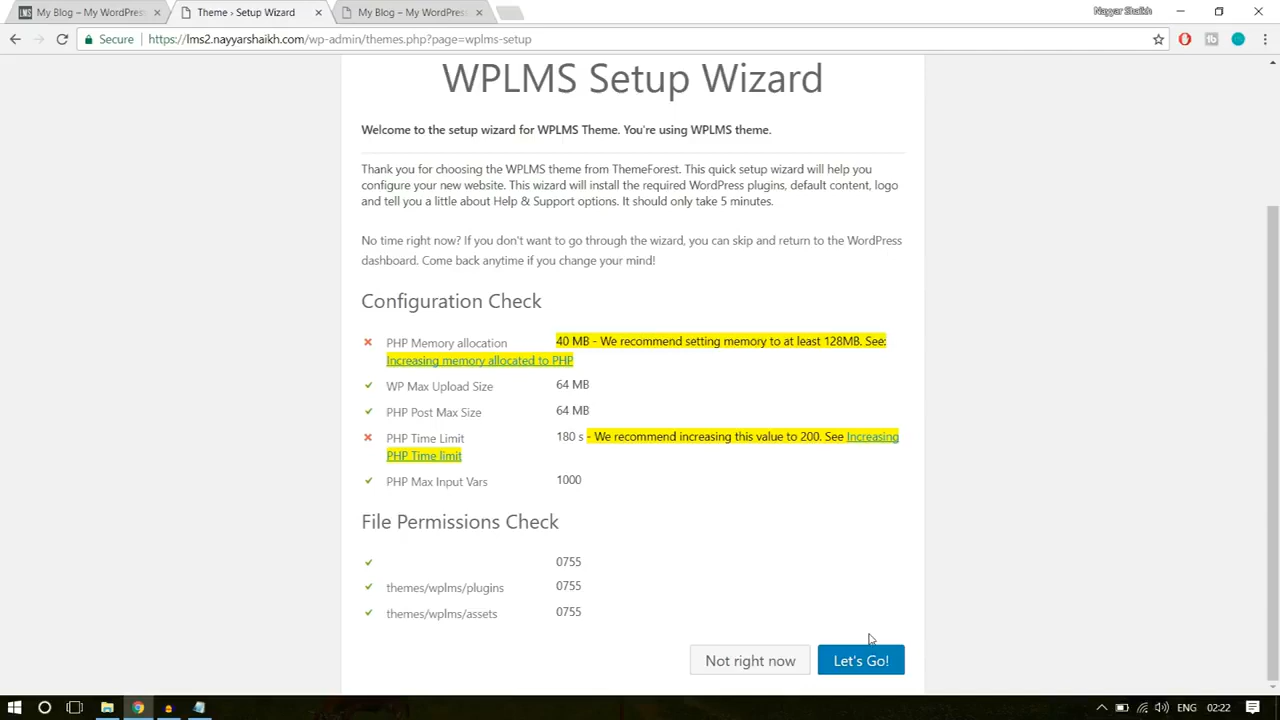 My Blog – My WordPress
Theme › Setup Wizard
My Blog – My WordPress
Nayyar Shaikh
Secure
https://lms2.nayyarshaikh.com/wp-admin/themes.php?page=wplms-setup
WPLMS Setup Wizard
Welcome to the setup wizard for WPLMS Theme. You're using WPLMS theme.
Thank you for choosing the WPLMS theme from ThemeForest. This quick setup wizard will help you
configure your new website. This wizard will install the required WordPress plugins, default content, logo
and tell you a little about Help & Support options. It should only take 5 minutes.
No time right now? If you don't want to go through the wizard, you can skip and return to the WordPress
dashboard. Come back anytime if you change your mind!
Configuration Check
PHP Memory allocation 40 MB - We recommend setting memory to at least 128MB. See:
Increasing memory allocated to PHP
WP Max Upload Size 64 MB
PHP Post Max Size 64 MB
PHP Time Limit 180 s - We recommend increasing this value to 200. See Increasing
PHP Time limit
PHP Max Input Vars 1000
File Permissions Check
0755
themes/wplms/plugins 0755
themes/wplms/assets 0755
Not right now Let's Go!
ENG 02:22